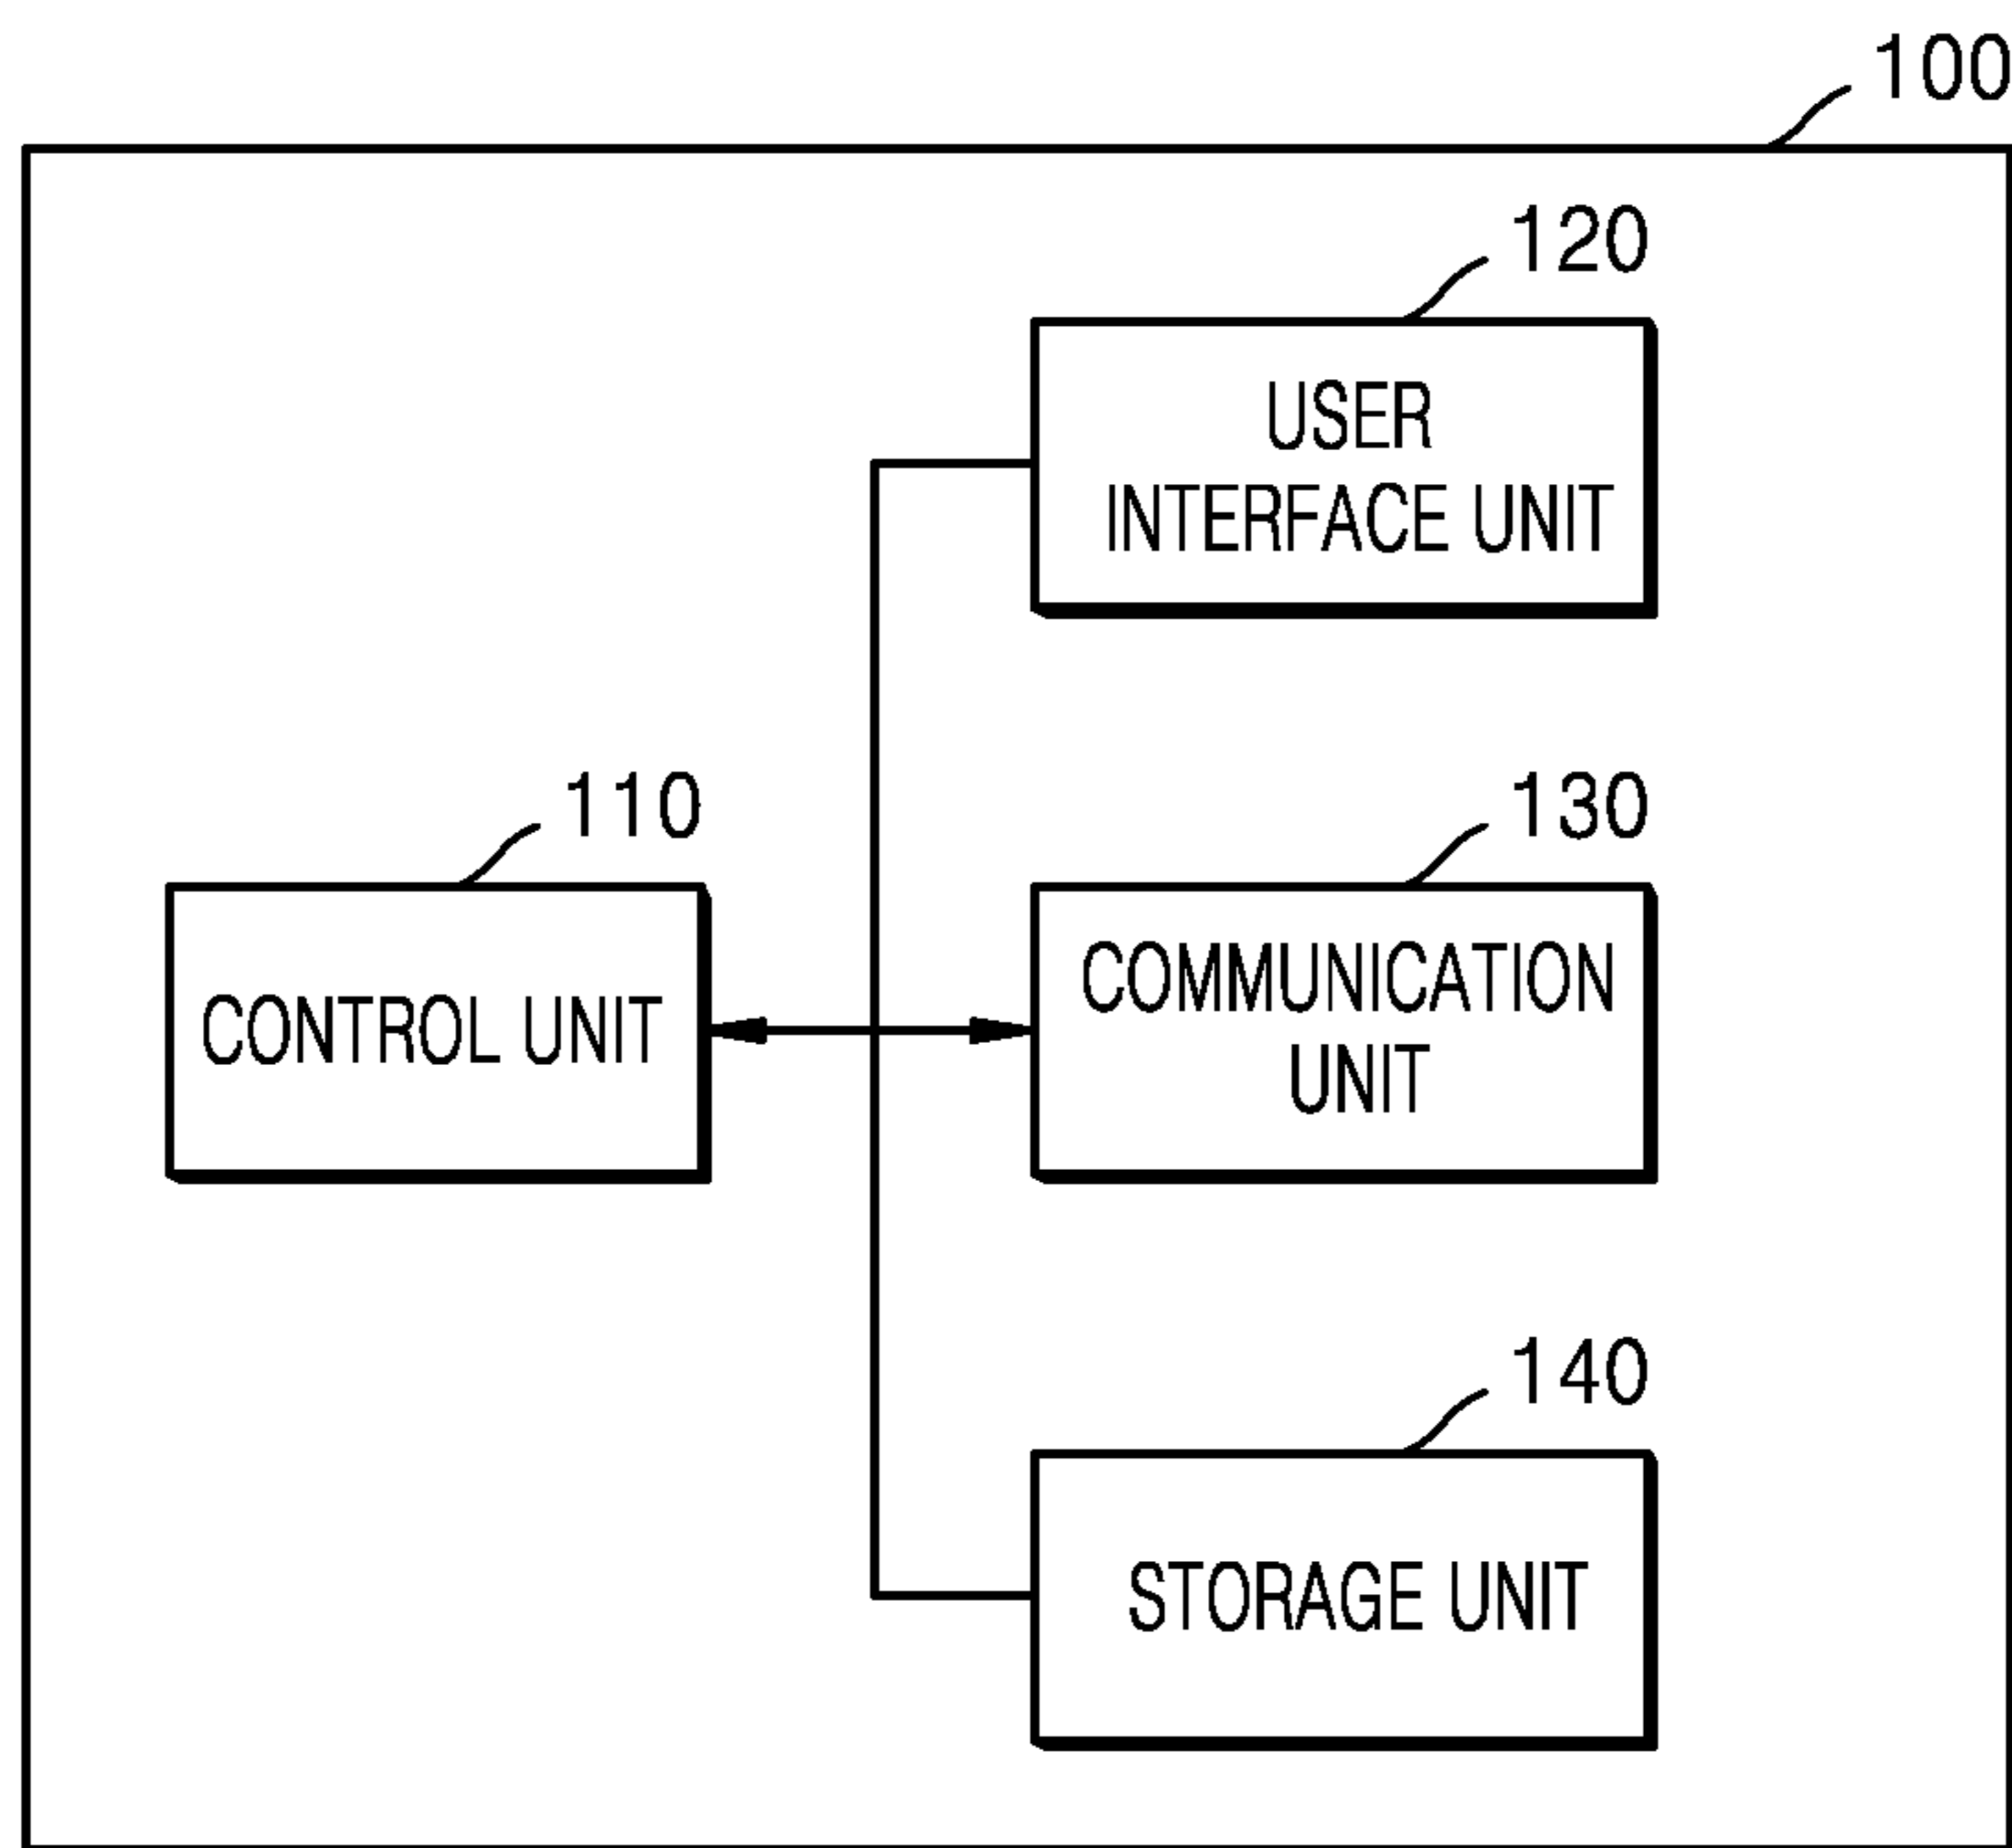 100
120
USER
INTERFACE UNIT
110
130
CONTROL UNIT
COMMUNICATION
UNIT
140
STORAGE UNIT